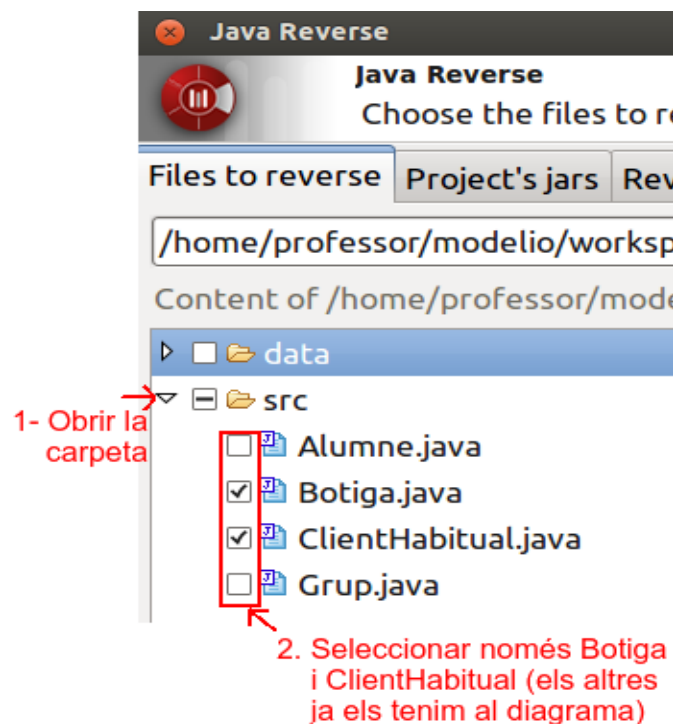 Java Reverse
Java Reverse
Choose the files to r
Files to reverse
Project's jars
Rev
/home/professor/modelio/worksp
Content of /home/professor/mode
data
src
1- Obrir la
carpeta
Alumne.java
Botiga.java
ClientHabitual.java
Grup.java
2. Seleccionar només Botiga
i ClientHabitual (els altres
ja els tenim al diagrama)